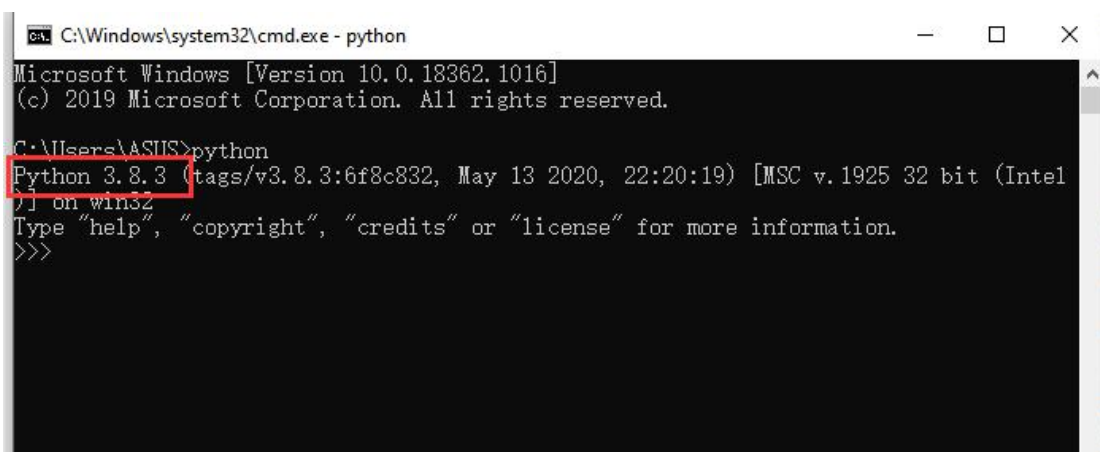 C:\Windows\system32\cmd.exe - python
Microsoft Windows [Version 10.0.18362.1016]
(c) 2019 Microsoft Corporation. All rights reserved.
C:\Users\ASUS>python
Python 3.8.3 (tags/v3.8.3:6f8c832, May 13 2020, 22:20:19) [MSC v.1925 32 bit (Intel
)] on win32
Type "help", "copyright", "credits" or "license" for more information.
>>>